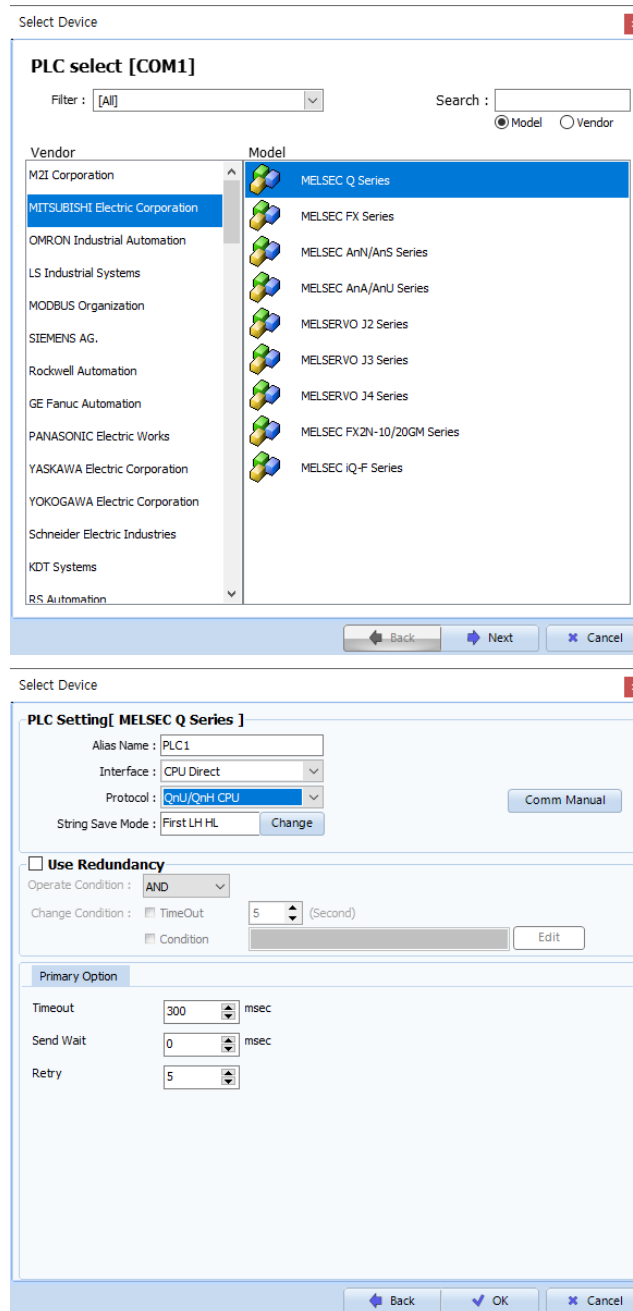 Select Device
PLC select [COM1]
Filter : [All]
Search :
Model Vendor
Vendor
M2I Corporation
MITSUBISHI Electric Corporation
OMRON Industrial Automation
LS Industrial Systems
MODBUS Organization
SIEMENS AG.
Rockwell Automation
GE Fanuc Automation
PANASONIC Electric Works
YASKAWA Electric Corporation
YOKOGAWA Electric Corporation
Schneider Electric Industries
KDT Systems
RS Automation
Model
MELSEC Q Series
MELSEC FX Series
MELSEC AnN/AnS Series
MELSEC AnA/AnU Series
MELSERVO J2 Series
MELSERVO J3 Series
MELSERVO J4 Series
MELSEC FX2N-10/20GM Series
MELSEC iQ-F Series
Back Next Cancel
Select Device
PLC Setting[ MELSEC Q Series ]
Alias Name : PLC1
Interface : CPU Direct
Protocol : QnU/QnH CPU
Comm Manual
String Save Mode : First LH HL Change
Use Redundancy
Operate Condition : AND
Change Condition : TimeOut 5 (Second)
Condition Edit
Primary Option
Timeout 300 msec
Send Wait 0 msec
Retry 5
Back OK Cancel